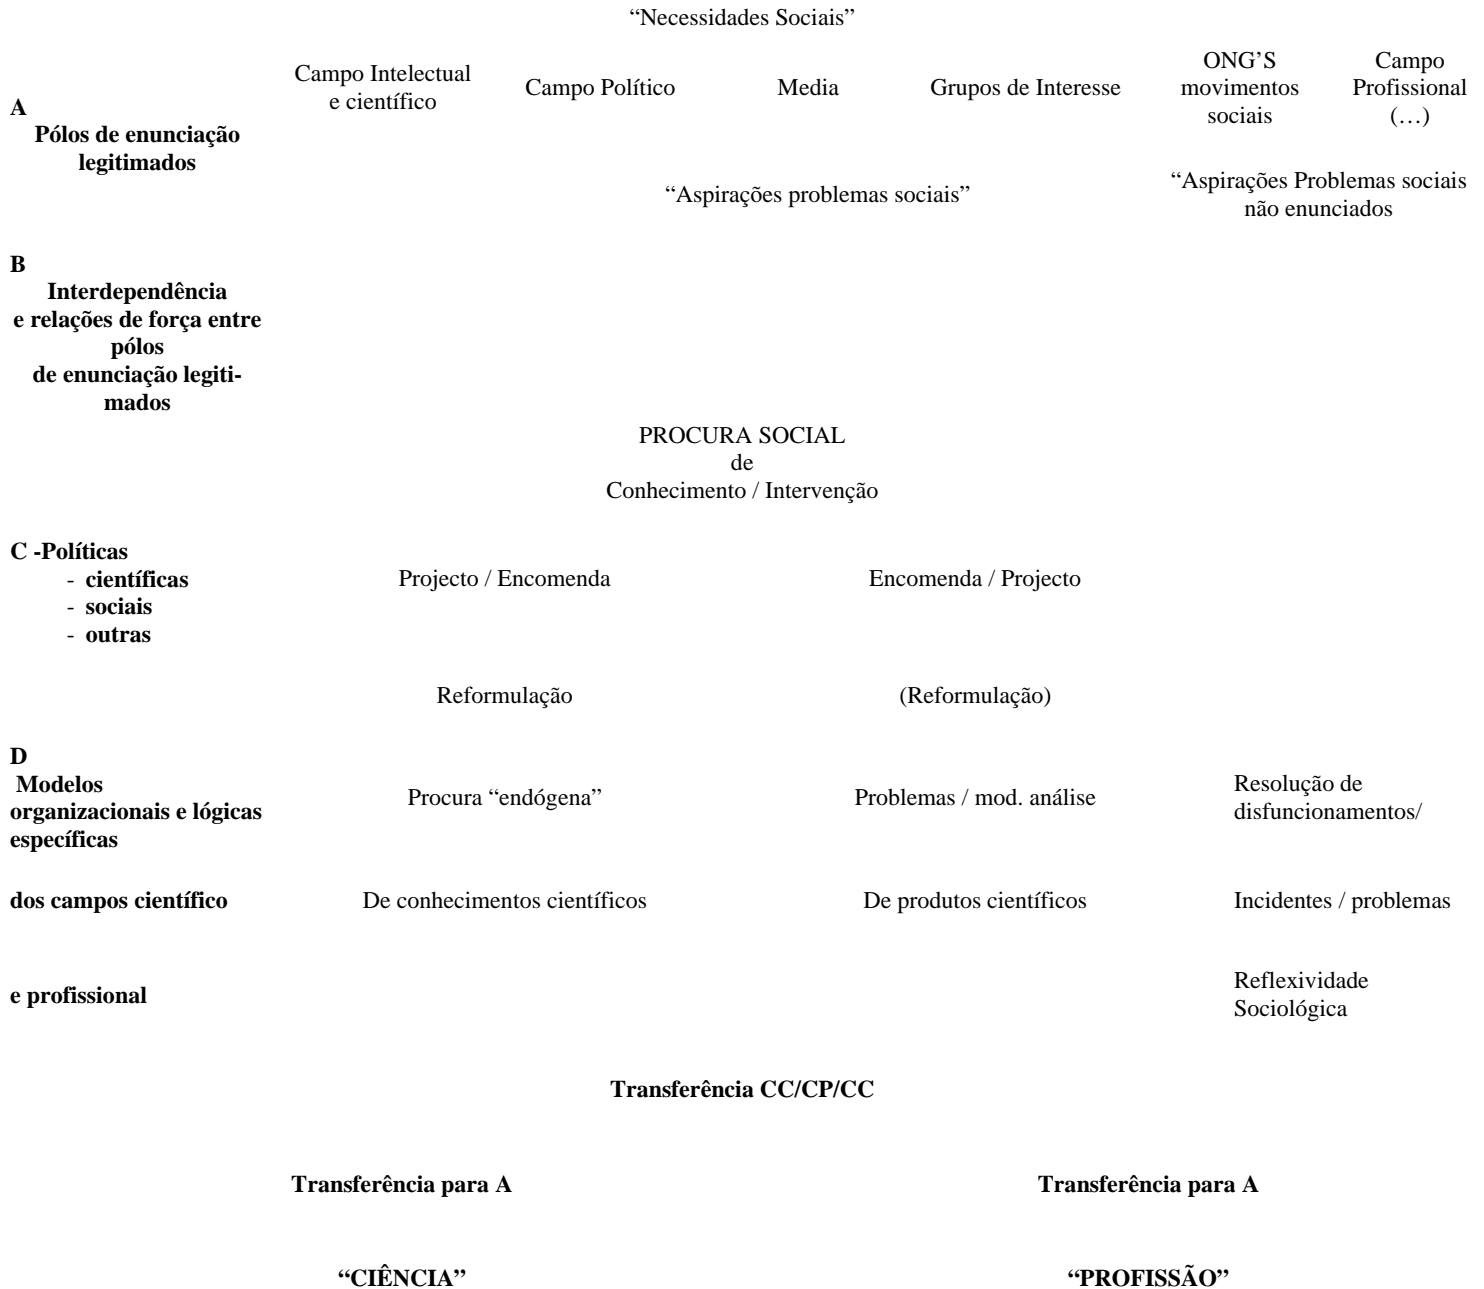 “Necessidades Sociais”
Campo Intelectual
e científico
Campo Político
Media
Grupos de Interesse
ONG’S
movimentos
sociais
Campo
Profissional
(…)
A
Pólos de enunciação
legitimados
“Aspirações problemas sociais”
“Aspirações Problemas sociais
não enunciados
B
Interdependência
e relações de força entre
pólos
de enunciação legiti-
mados
PROCURA SOCIAL
de
Conhecimento / Intervenção
C -Políticas
- científicas
- sociais
- outras
Projecto / Encomenda
Encomenda / Projecto
Reformulação
(Reformulação)
D
Modelos
organizacionais e lógicas
específicas
Procura “endógena”
Problemas / mod. análise
Resolução de
disfuncionamentos/
dos campos científico
De conhecimentos científicos
De produtos científicos
Incidentes / problemas
e profissional
Reflexividade
Sociológica
Transferência CC/CP/CC
Transferência para A
Transferência para A
“CIÊNCIA”
“PROFISSÃO”